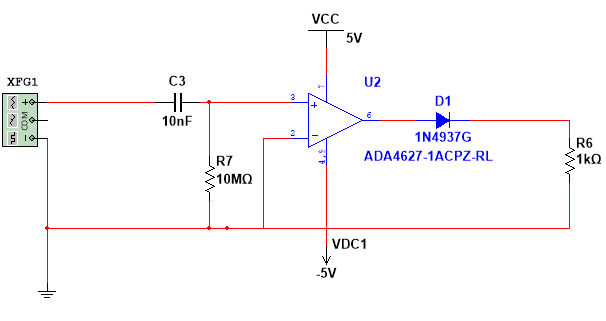 VCC
5V
XFG1
C3
U2
+
COM
−
10nF
3
2
7
6
4,9
+
−
D1
1N4937G
ADA4627-1ACPZ-RL
R7
10MΩ
R6
1kΩ
VDC1
-5V